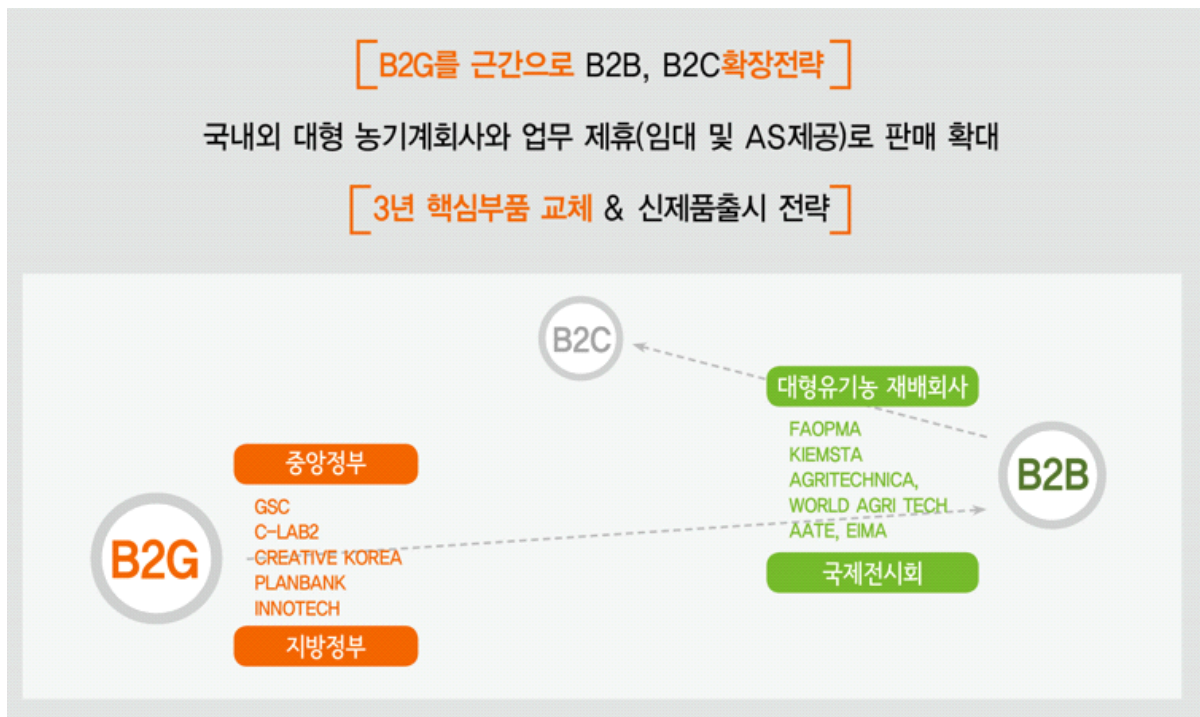 B2G를 근간으로 B2B, B2C확장전략
국내외 대형 농기계회사와 업무 제휴(임대 및 AS제공)로 판매 확대
3년 핵심부품 교체 & 신제품출시 전략
B2C
대형유기농 재배회사
FAOPMA
KIEMSTA
AGRITECHNICA,
WORLD AGRI TECH
AATE, EIMA
국제전시회
B2B
중앙정부
GSC
C-LAB2
CREATIVE KOREA
PLANBANK
INNOTECH
지방정부
B2G